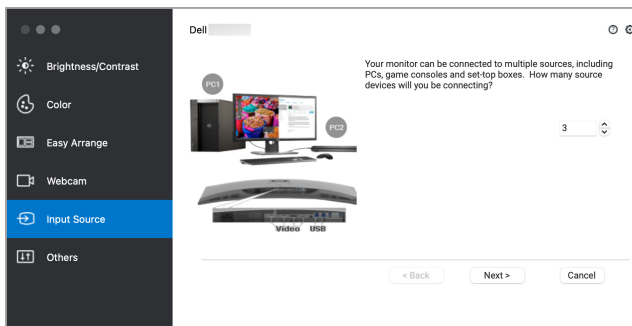 Dell
Brightness/Contrast
Color
Easy Arrange
Webcam
Input Source
Others
PC1
PC2
Video USB
Your monitor can be connected to multiple sources, including
PCs, game consoles and set-top boxes. How many source
devices will you be connecting?
3
< Back
Next >
Cancel